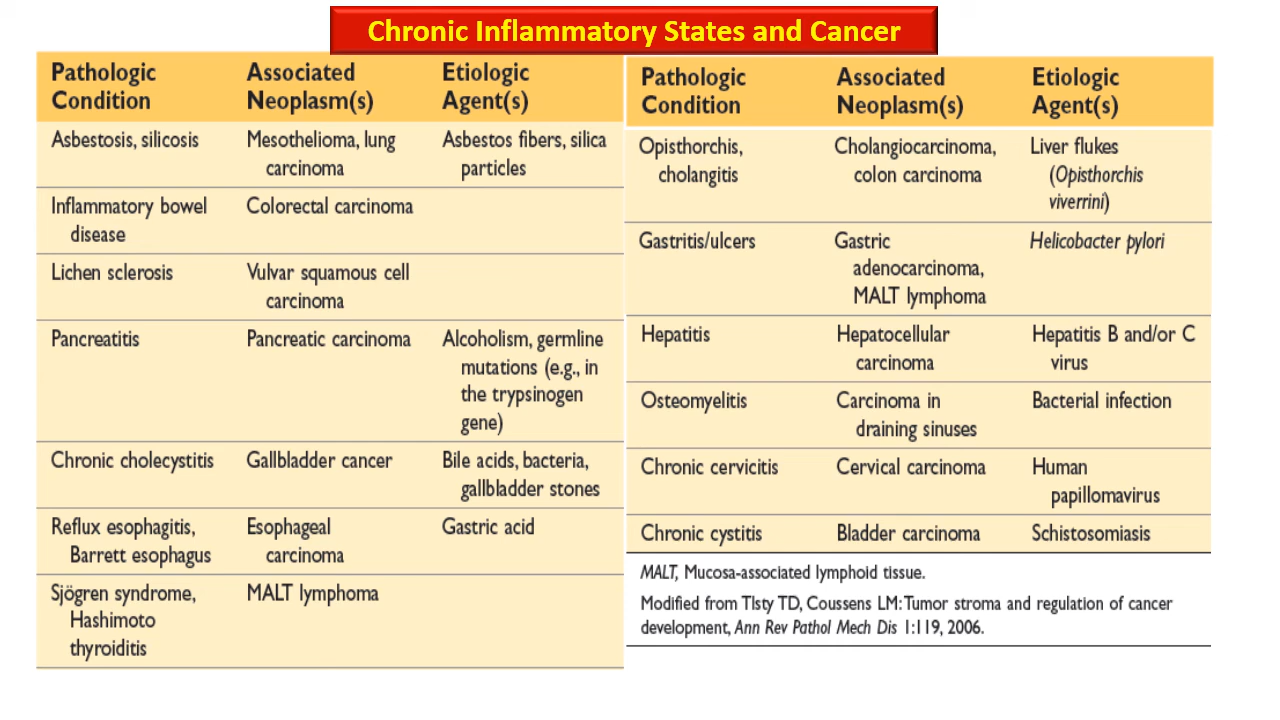 Chronic Inflammatory States and Cancer
Pathologic Condition | Associated Neoplasm(s) | Etiologic Agent(s)
Asbestosis, silicosis | Mesothelioma, lung carcinoma | Asbestos fibers, silica particles
Inflammatory bowel disease | Colorectal carcinoma
Lichen sclerosis | Vulvar squamous cell carcinoma
Pancreatitis | Pancreatic carcinoma | Alcoholism, germline mutations (e.g., in the trypsinogen gene)
Chronic cholecystitis | Gallbladder cancer | Bile acids, bacteria, gallbladder stones
Reflux esophagitis, Barrett esophagus | Esophageal carcinoma | Gastric acid
Sjögren syndrome, Hashimoto thyroiditis | MALT lymphoma
Pathologic Condition | Associated Neoplasm(s) | Etiologic Agent(s)
Opisthorchis, cholangitis | Cholangiocarcinoma, colon carcinoma | Liver flukes (Opisthorchis viverrini)
Gastritis/ulcers | Gastric adenocarcinoma, MALT lymphoma | Helicobacter pylori
Hepatitis | Hepatocellular carcinoma | Hepatitis B and/or C virus
Osteomyelitis | Carcinoma in draining sinuses | Bacterial infection
Chronic cervicitis | Cervical carcinoma | Human papillomavirus
Chronic cystitis | Bladder carcinoma | Schistosomiasis
MALT, Mucosa-associated lymphoid tissue.
Modified from Tlsty TD, Coussens LM: Tumor stroma and regulation of cancer
development, Ann Rev Pathol Mech Dis 1:119, 2006.